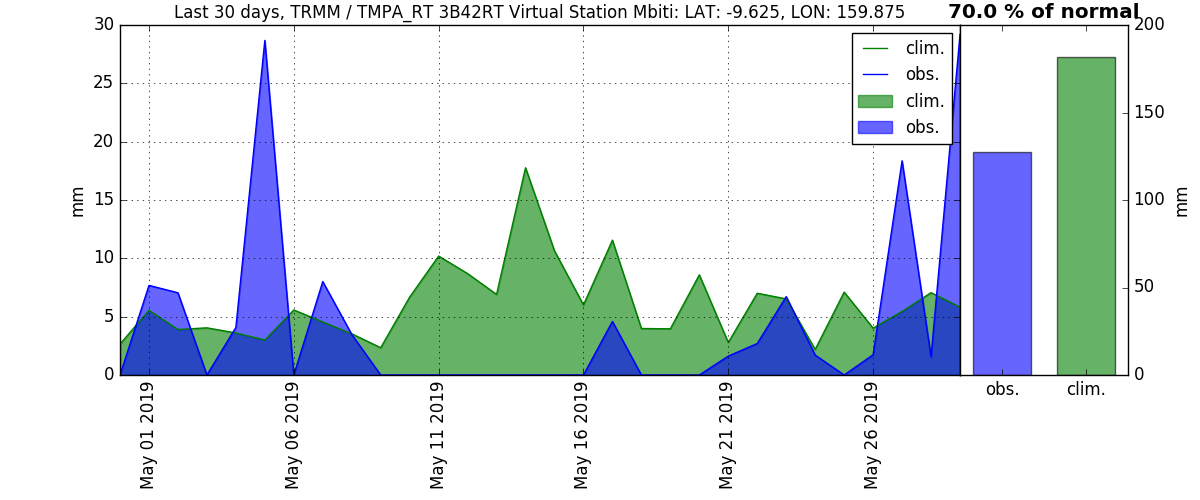 Last 30 days, TRMM / TMPA_RT 3B42RT Virtual Station Mbiti: LAT: -9.625, LON: 159.875
70.0 % of normal
30
25
20
15
10
5
0
mm
clim.
obs.
clim.
obs.
May 01 2019
May 06 2019
May 11 2019
May 16 2019
May 21 2019
May 26 2019
obs.
clim.
200
150
100
50
0
mm